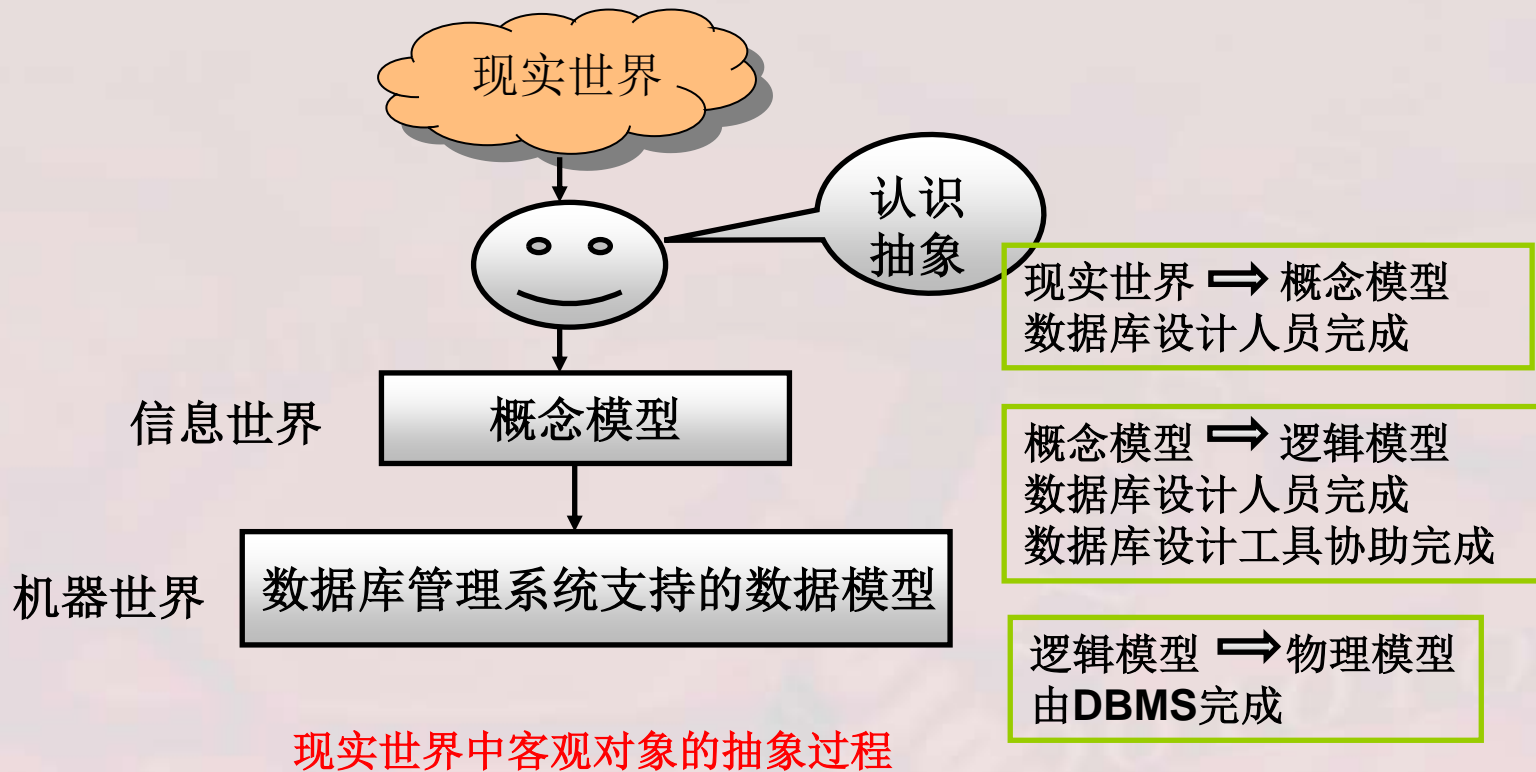 现实世界
认识
抽象
现实世界 ⇒ 概念模型
数据库设计人员完成
信息世界
概念模型
概念模型 ⇒ 逻辑模型
数据库设计人员完成
数据库设计工具协助完成
机器世界
数据库管理系统支持的数据模型
逻辑模型 ⇒ 物理模型
由DBMS完成
现实世界中客观对象的抽象过程